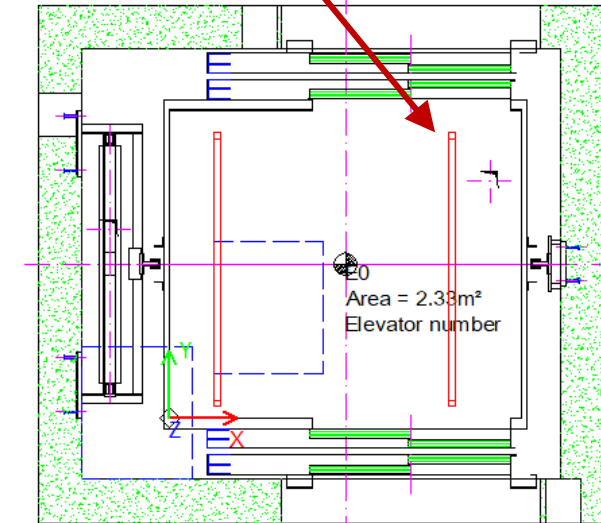 E0
Area = 2.33m²
Elevator number
Y
Z
X